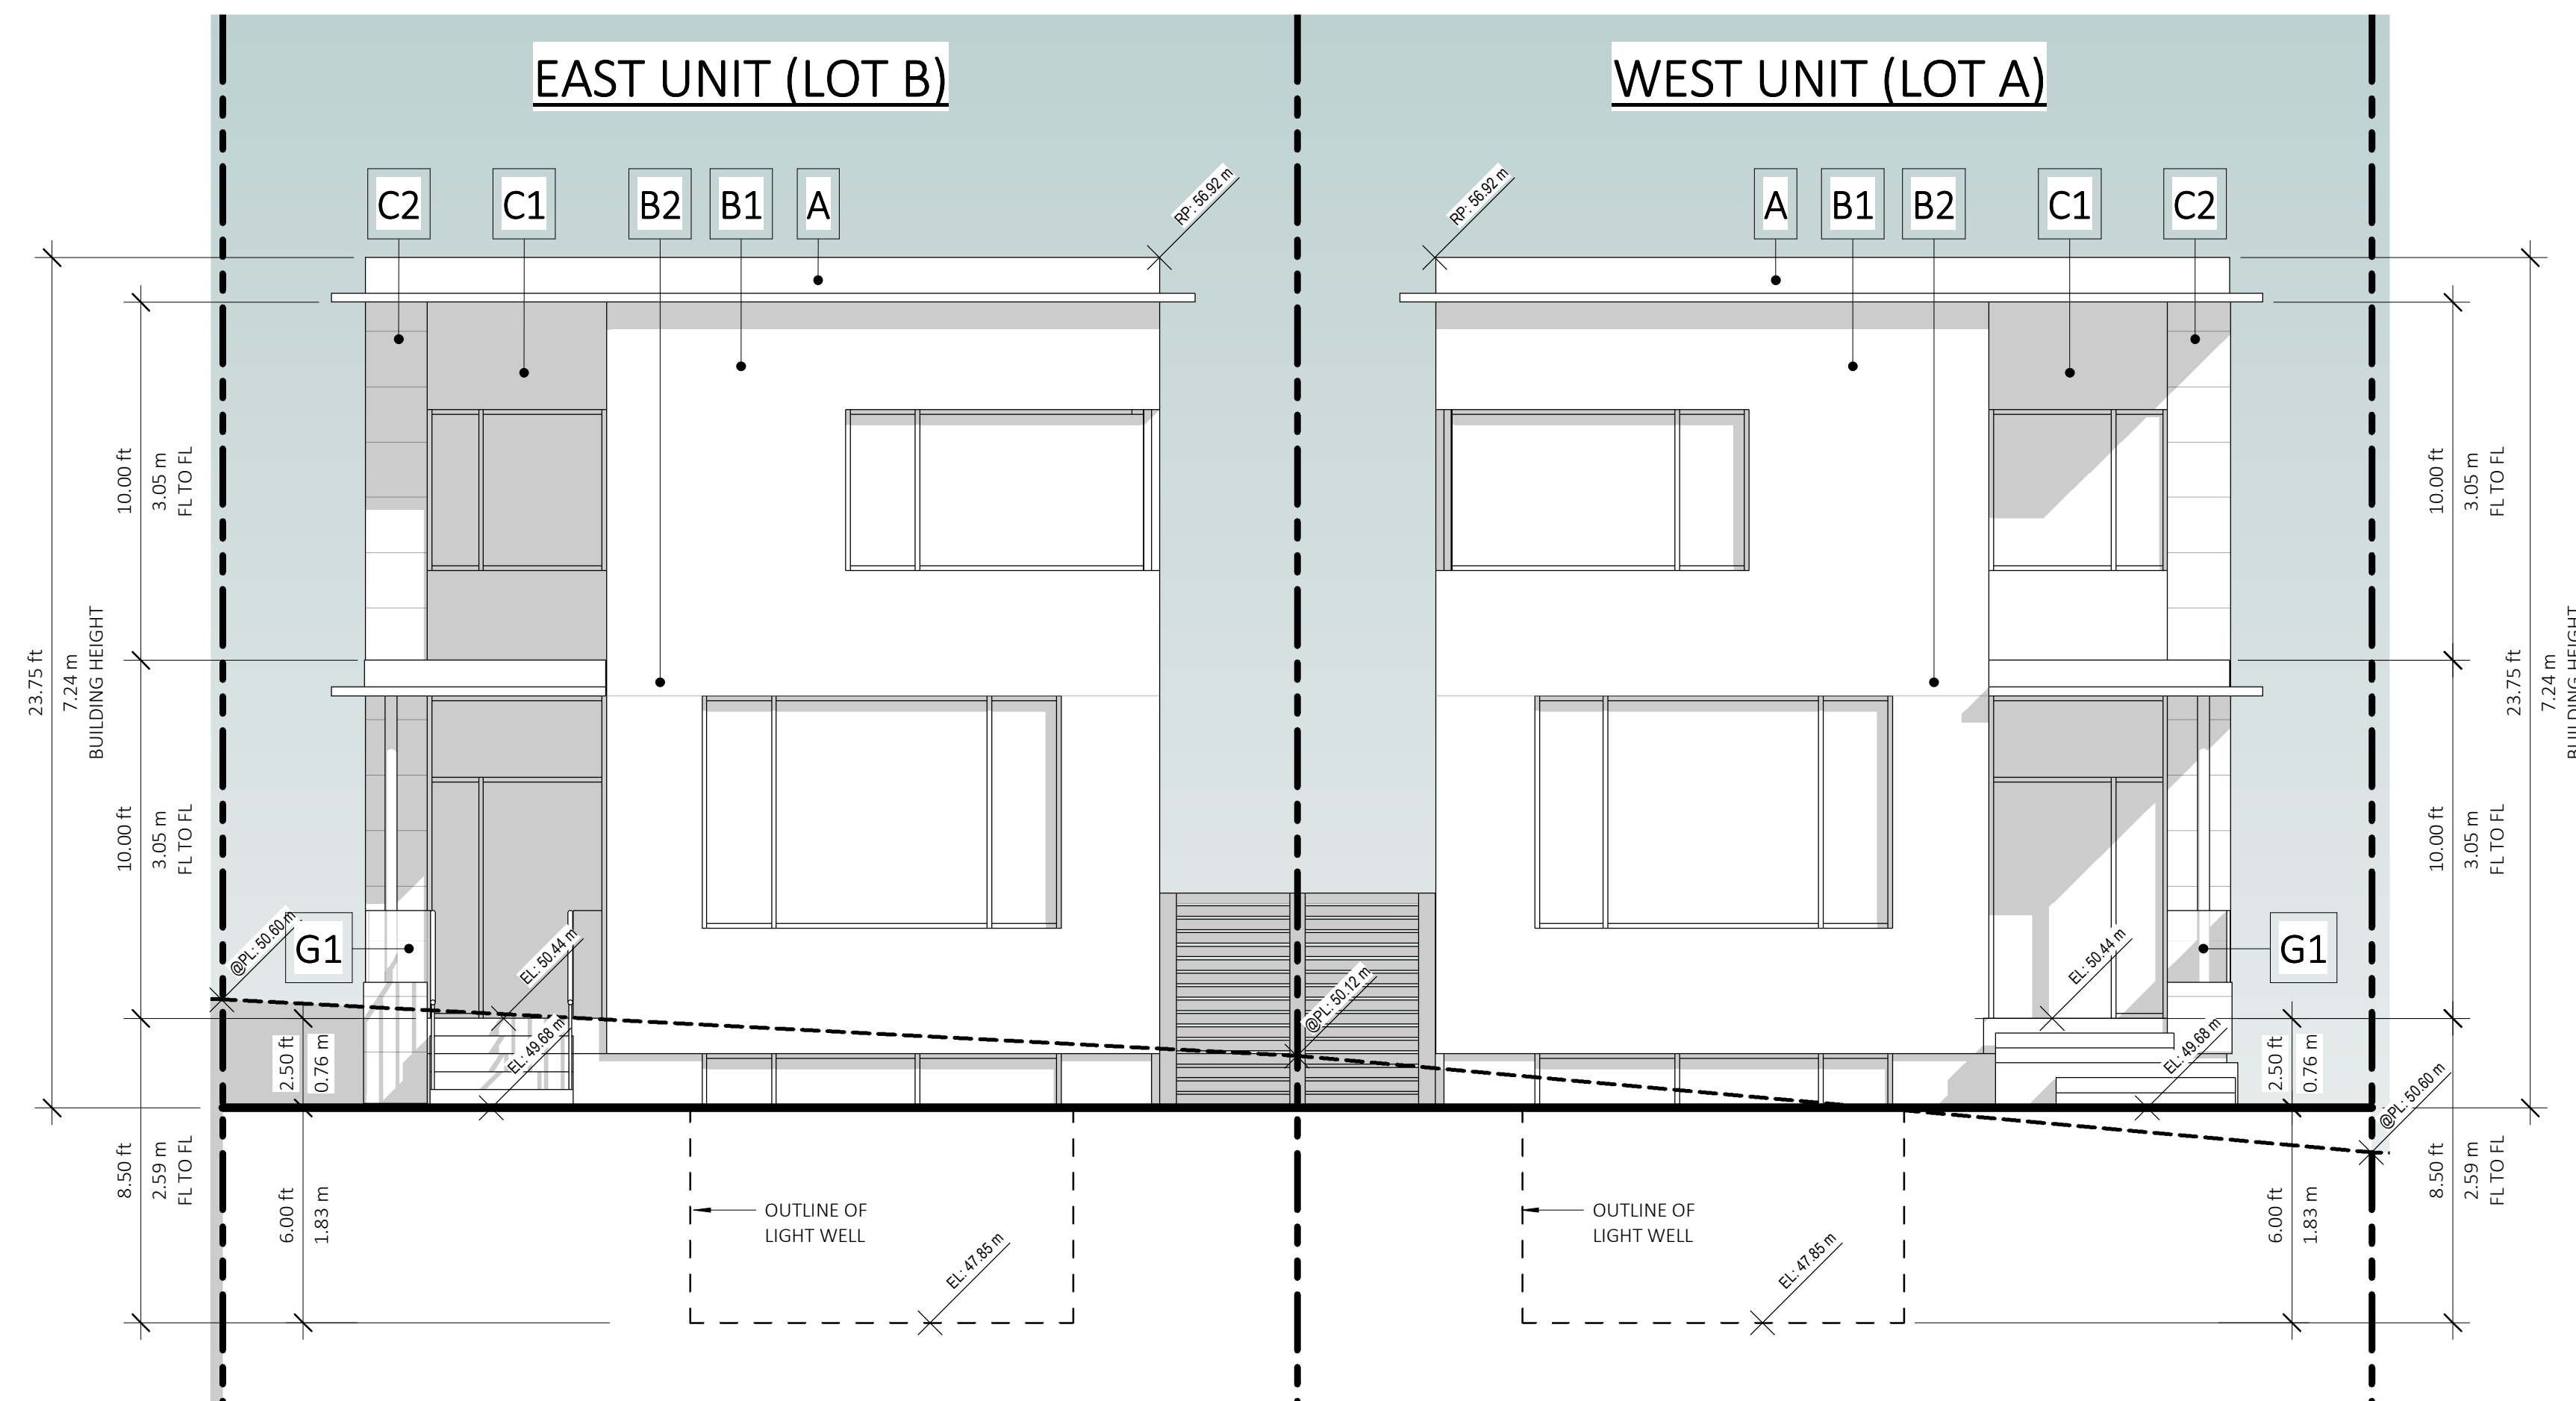 EAST UNIT (LOT B)
WEST UNIT (LOT A)
C2
C1
B2
B1
A
RP: 56.92 m
RP: 56.92 m
A
B1
B2
C1
C2
23.75 ft
7.24 m
BUILDING HEIGHT
10.00 ft
3.05 m
FL TO FL
10.00 ft
3.05 m
FL TO FL
8.50 ft
2.59 m
FL TO FL
2.50 ft
0.76 m
6.00 ft
1.83 m
@PL: 50.60 m
G1
EL: 50.44 m
EL: 49.68 m
@PL: 50.12 m
OUTLINE OF
LIGHT WELL
EL: 47.85 m
OUTLINE OF
LIGHT WELL
EL: 47.85 m
EL: 50.44 m
EL: 49.68 m
G1
@PL: 50.60 m
2.50 ft
0.76 m
6.00 ft
1.83 m
10.00 ft
3.05 m
FL TO FL
10.00 ft
3.05 m
FL TO FL
8.50 ft
2.59 m
FL TO FL
23.75 ft
7.24 m
BUILDING HEIGHT